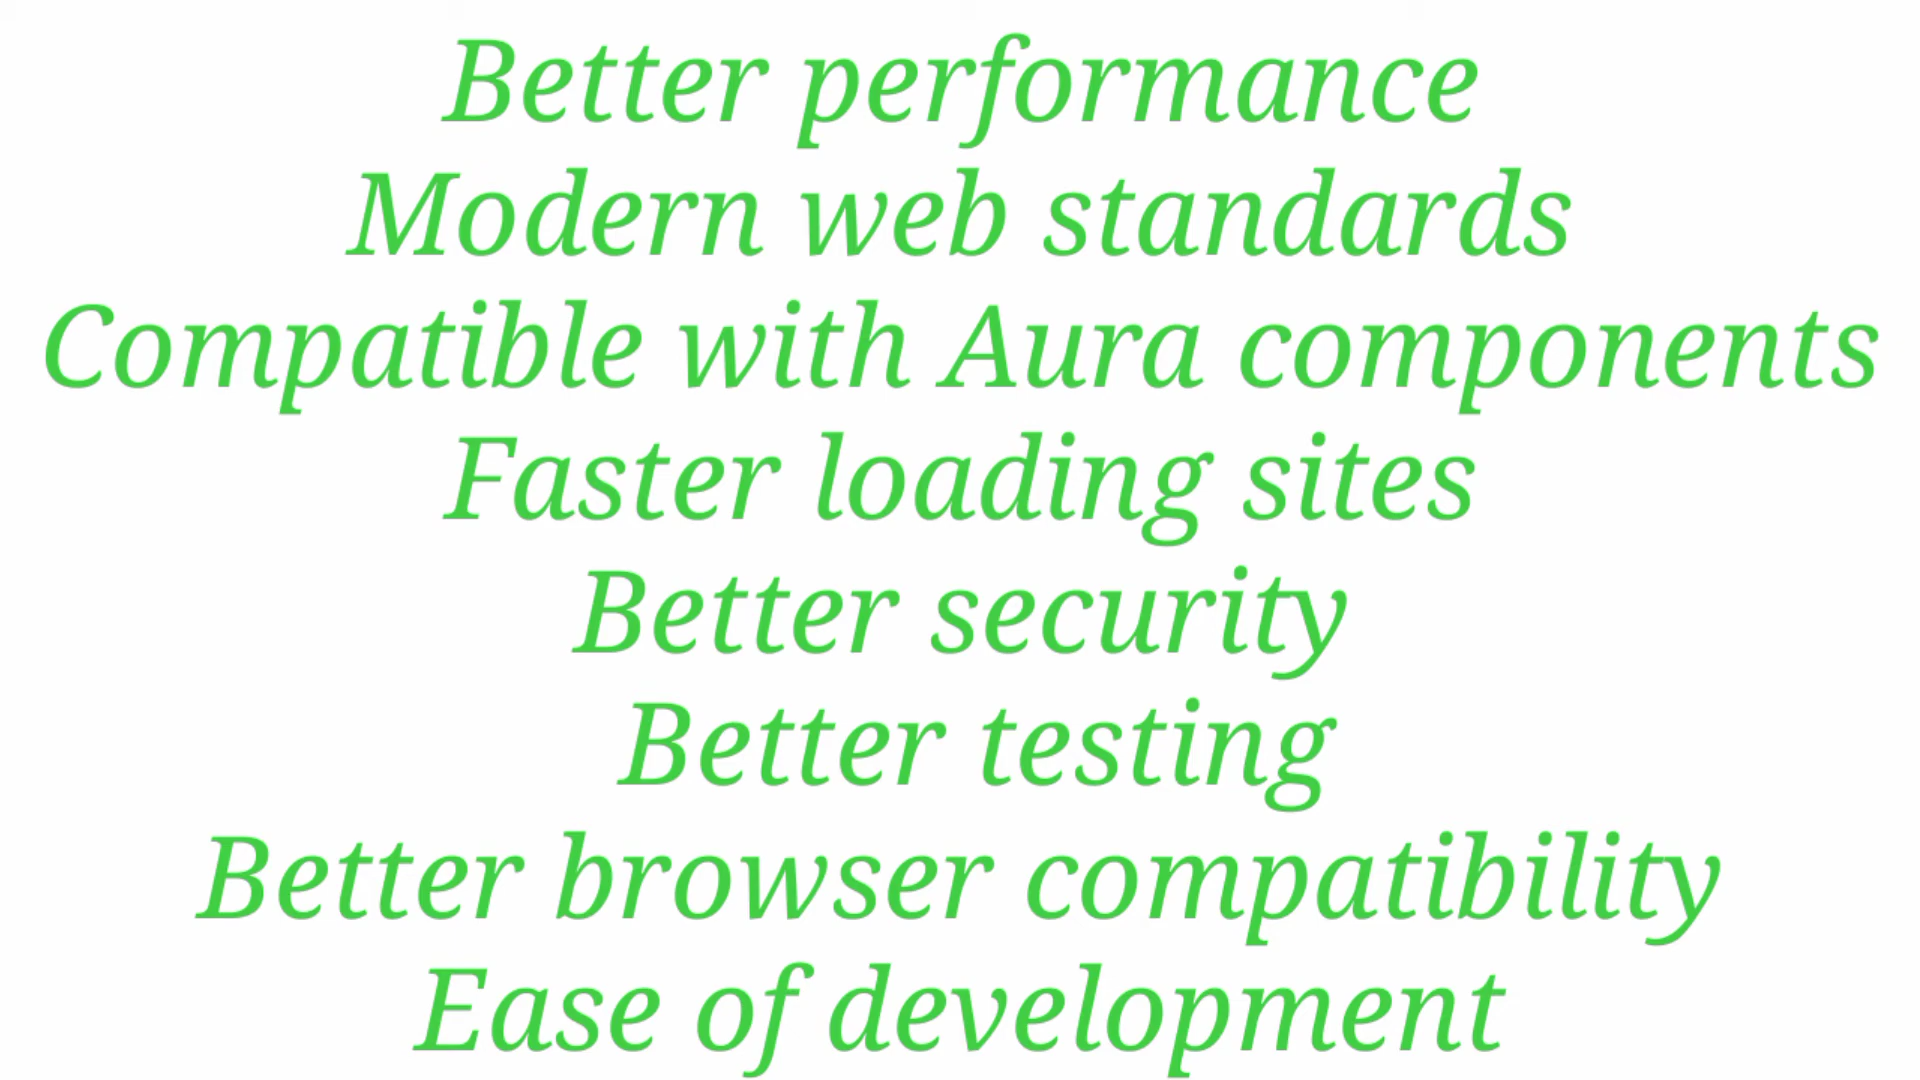 Better performance
Modern web standards
Compatible with Aura components
Faster loading sites
Better security
Better testing
Better browser compatibility
Ease of development